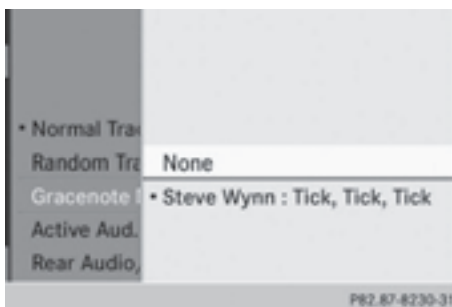 • Normal Trac
Random Tra
None
Gracenote
• Steve Wynn : Tick, Tick, Tick
Active Aud.
Rear Audio,
P82.87-8230-31